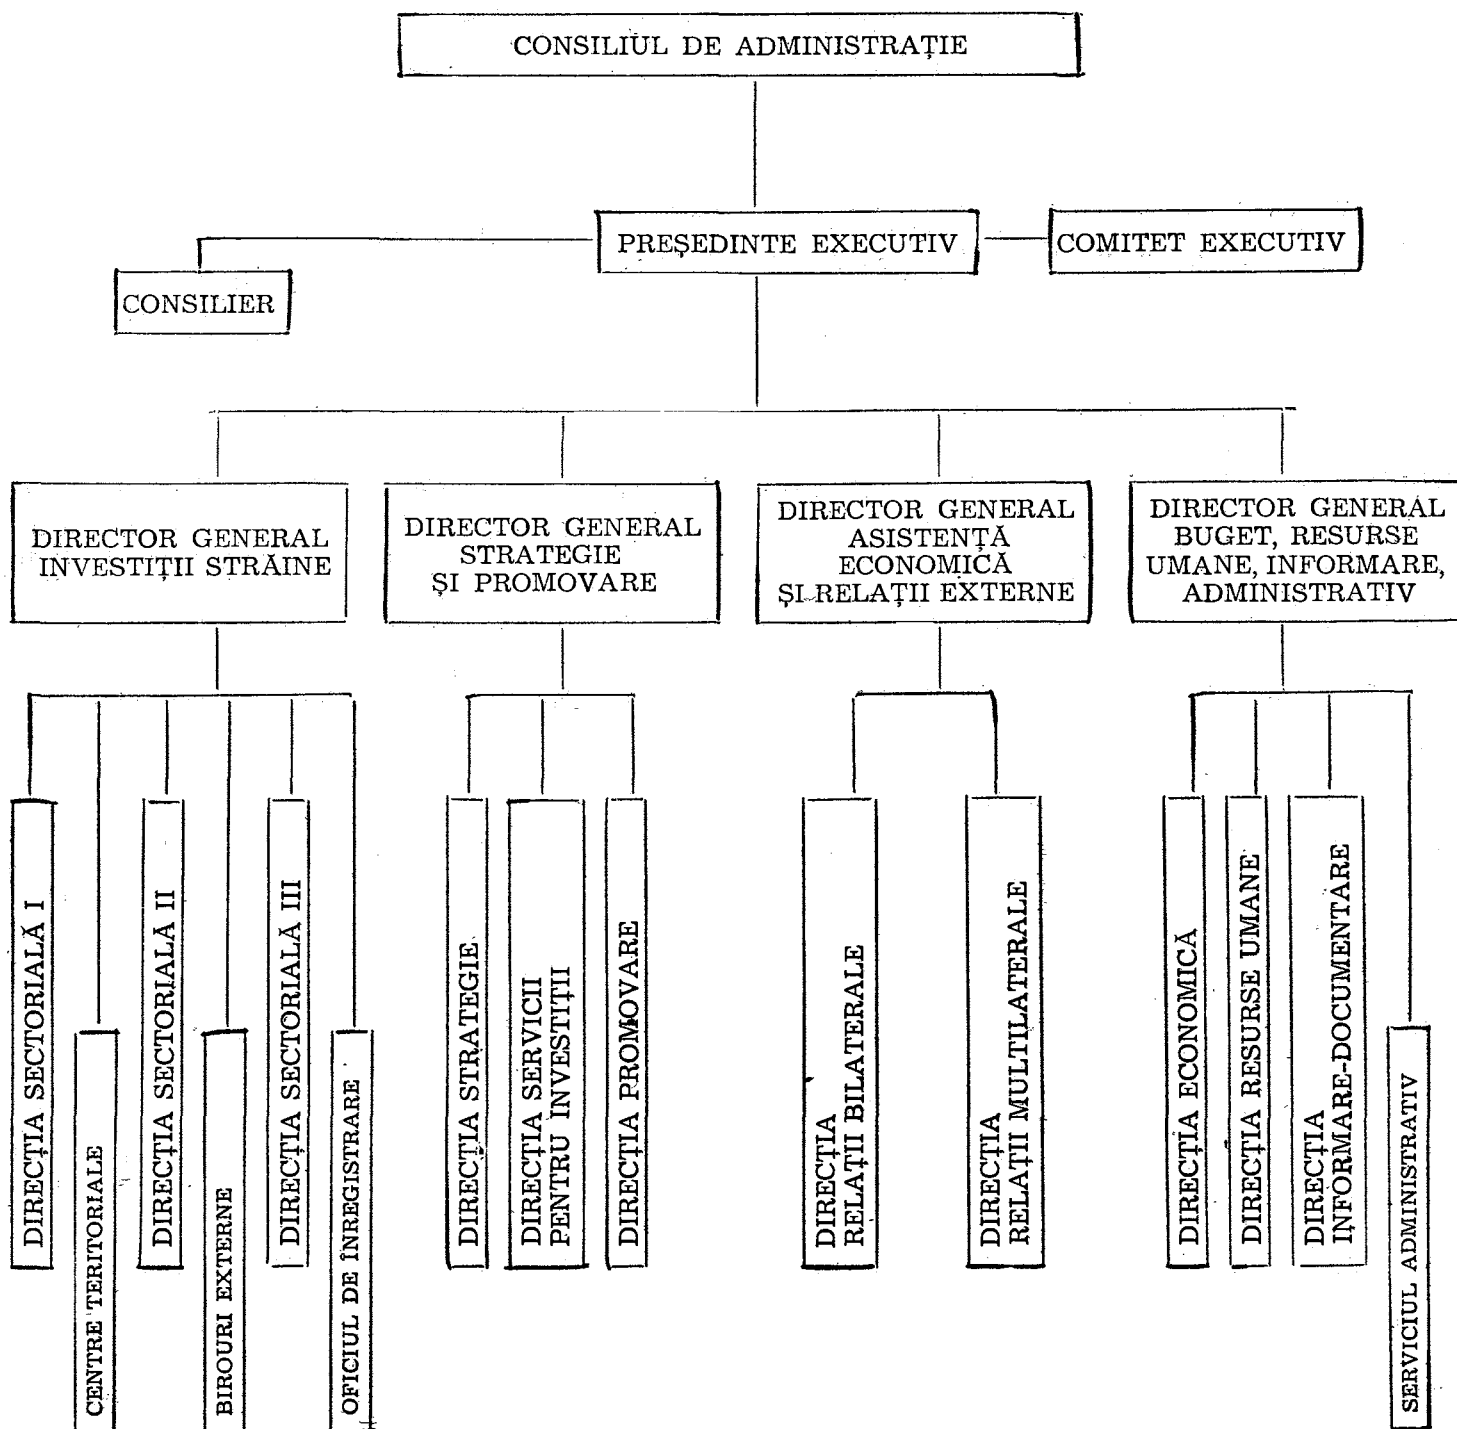 CONSILIUL DE ADMINISTRAȚIE
PREȘEDINTE EXECUTIV
COMITET EXECUTIV
CONSILIER
DIRECTOR GENERAL
INVESTIȚII STRĂINE
DIRECTOR GENERAL
STRATEGIE
ȘI PROMOVARE
DIRECTOR GENERAL
ASISTENȚĂ
ECONOMICĂ
ȘI RELAȚII EXTERNE
DIRECTOR GENERAL
BUGET, RESURSE
UMANE, INFORMARE,
ADMINISTRATIV
DIRECȚIA SECTORIALĂ I
CENTRE TERITORIALE
DIRECȚIA SECTORIALĂ II
BIROURI EXTERNE
DIRECȚIA SECTORIALĂ III
OFICIUL DE ÎNREGISTRARE
DIRECȚIA STRATEGIE
DIRECȚIA SERVICII
PENTRU INVESTIȚII
DIRECȚIA PROMOVARE
DIRECȚIA
RELAȚII BILATERALE
DIRECȚIA
RELAȚII MULTILATERALE
DIRECȚIA ECONOMICĂ
DIRECȚIA RESURSE UMANE
DIRECȚIA
INFORMARE-DOCUMENTARE
SERVICIUL ADMINISTRATIV